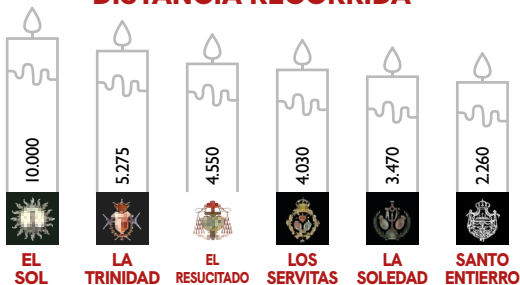 DISTANCIA RECORRIDA
10.000
5.275
4.550
4.030
3.470
2.260
EL
SOL
LA
TRINIDAD
EL
RESUCITADO
LOS
SERVITAS
LA
SOLEDAD
SANTO
ENTIERRO